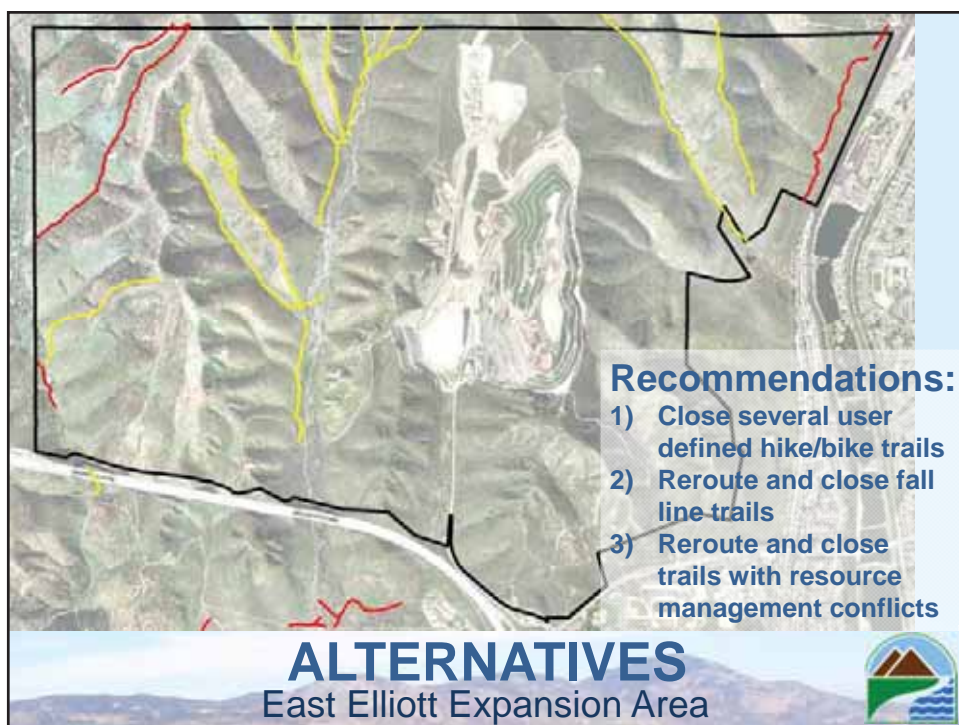 Recommendations:
1) Close several user
defined hike/bike trails
2) Reroute and close fall
line trails
3) Reroute and close
trails with resource
management conflicts
ALTERNATIVES
East Elliott Expansion Area